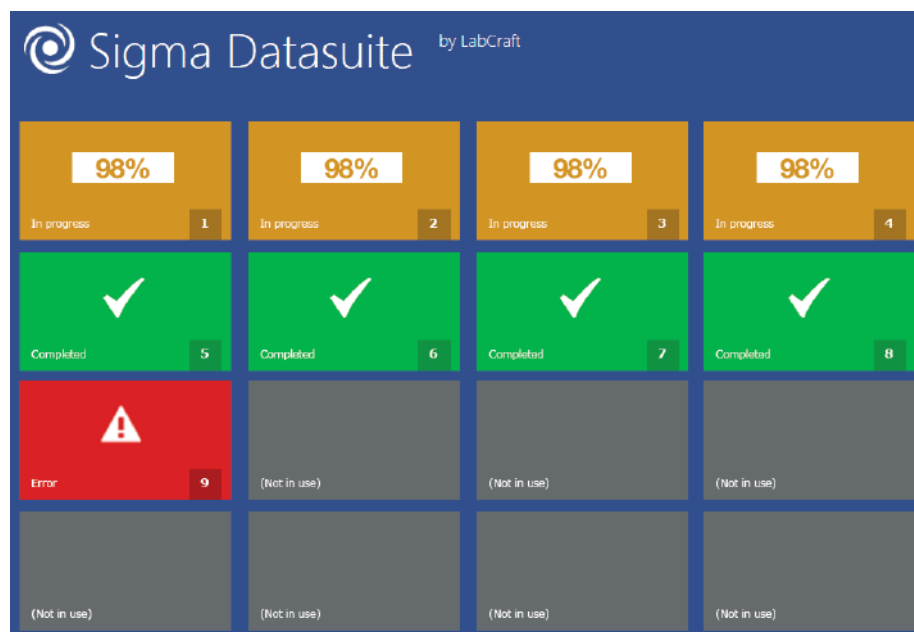 Sigma Datasuite by LabCraft
98% 98% 98% 98%
In progress 1 In progress 2 In progress 3 In progress 4
Completed 5 Completed 6 Completed 7 Completed 8
Error 9 (Not in use) (Not in use) (Not in use)
(Not in use) (Not in use) (Not in use) (Not in use)